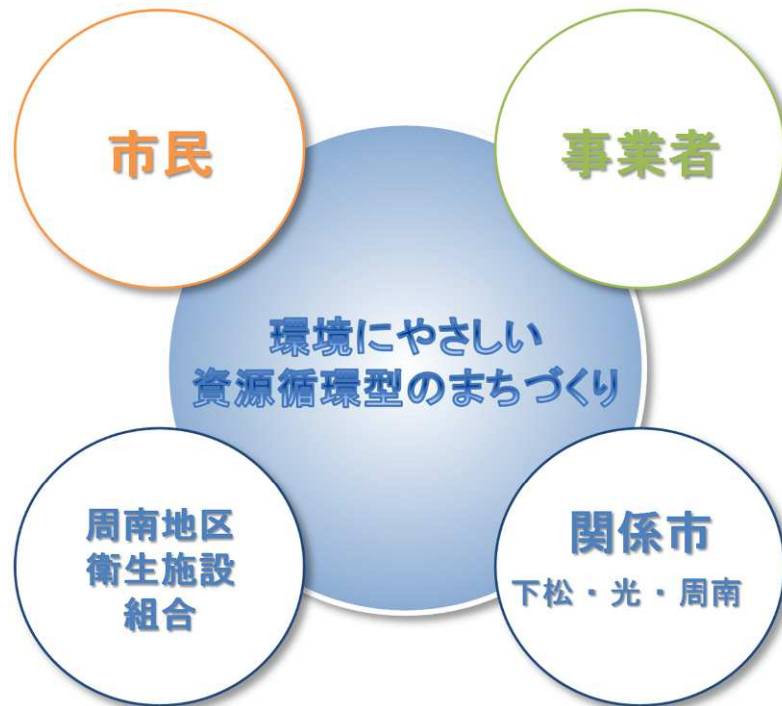 市民
事業者
環境にやさしい
資源循環型のまちづくり
周南地区
衛生施設
組合
関係市
下松・光・周南